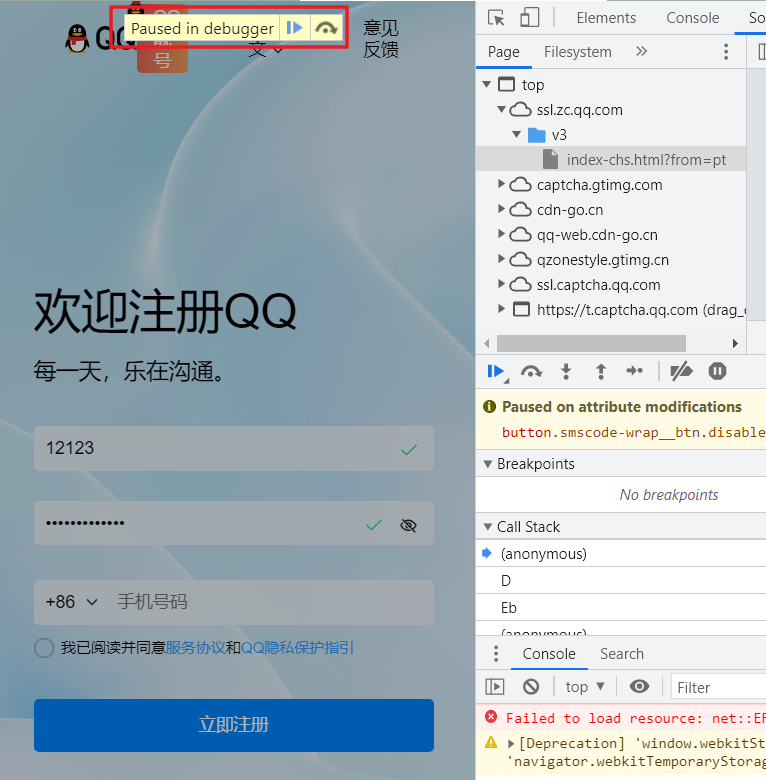 Paused in debugger
QQ
QQ
靓
号
文
意见
反馈
欢迎注册QQ
每一天，乐在沟通。
12123
•••••••••••••
+86
手机号码
我已阅读并同意服务协议和QQ隐私保护指引
立即注册
Elements
Console
So
Page
Filesystem
top
ssl.zc.qq.com
v3
index-chs.html?from=pt
captcha.gtimg.com
cdn-go.cn
qq-web.cdn-go.cn
qzonestyle.gtimg.cn
ssl.captcha.qq.com
https://t.captcha.qq.com (drag_e
Paused on attribute modifications
button.smscode-wrap__btn.disable
Breakpoints
No breakpoints
Call Stack
(anonymous)
D
Eb
(anonymous)
Console
Search
top
Filter
Failed to load resource: net::ER
[Deprecation] 'window.webkitSt
'navigator.webkitTemporaryStorag